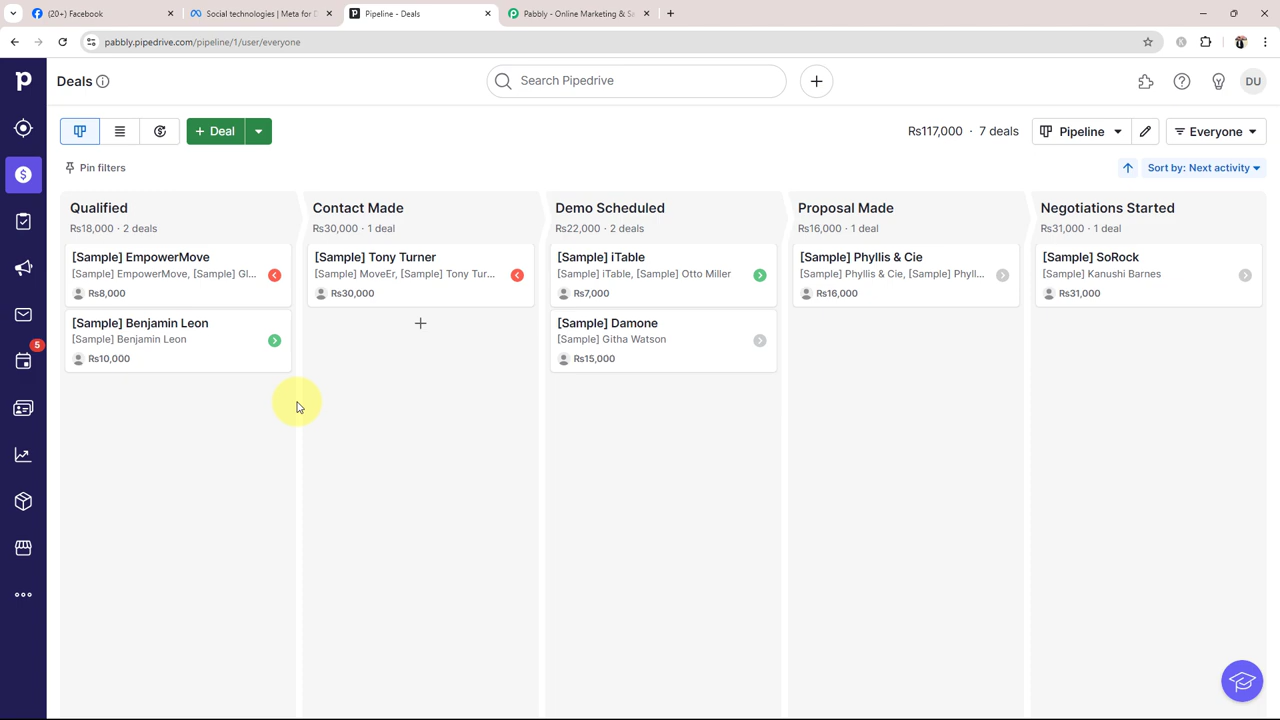 (20+) Facebook
Social technologies | Meta for D
Pipeline - Deals
Pabbly - Online Marketing & Sa
pabbly.pipedrive.com/pipeline/1/user/everyone
Deals
Search Pipedrive
DU
+ Deal
Rs117,000 · 7 deals
Pipeline
Everyone
Pin filters
Sort by: Next activity
Qualified
Rs18,000 · 2 deals
[Sample] EmpowerMove
[Sample] EmpowerMove, [Sample] Gl...
Rs8,000
[Sample] Benjamin Leon
[Sample] Benjamin Leon
Rs10,000
Contact Made
Rs30,000 · 1 deal
[Sample] Tony Turner
[Sample] MoveEr, [Sample] Tony Tur...
Rs30,000
Demo Scheduled
Rs22,000 · 2 deals
[Sample] iTable
[Sample] iTable, [Sample] Otto Miller
Rs7,000
[Sample] Damone
[Sample] Githa Watson
Rs15,000
Proposal Made
Rs16,000 · 1 deal
[Sample] Phyllis & Cie
[Sample] Phyllis & Cie, [Sample] Phyll...
Rs16,000
Negotiations Started
Rs31,000 · 1 deal
[Sample] SoRock
[Sample] Kanushi Barnes
Rs31,000
5